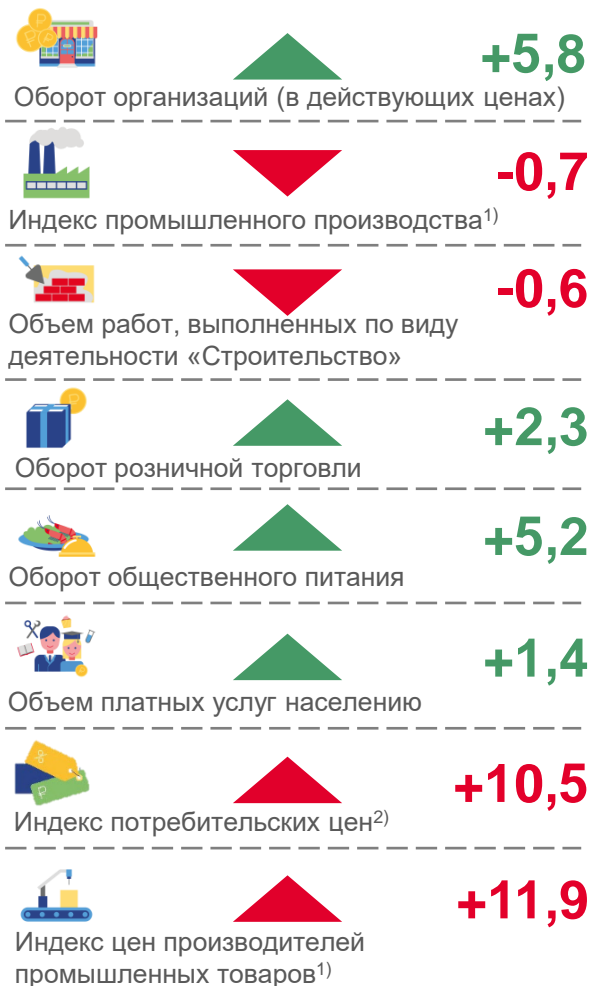 +5,8
Оборот организаций (в действующих ценах)
-0,7
Индекс промышленного производства1)
-0,6
Объем работ, выполненных по виду
деятельности «Строительство»
+2,3
Оборот розничной торговли
+5,2
Оборот общественного питания
+1,4
Объем платных услуг населению
+10,5
Индекс потребительских цен2)
+11,9
Индекс цен производителей
промышленных товаров1)